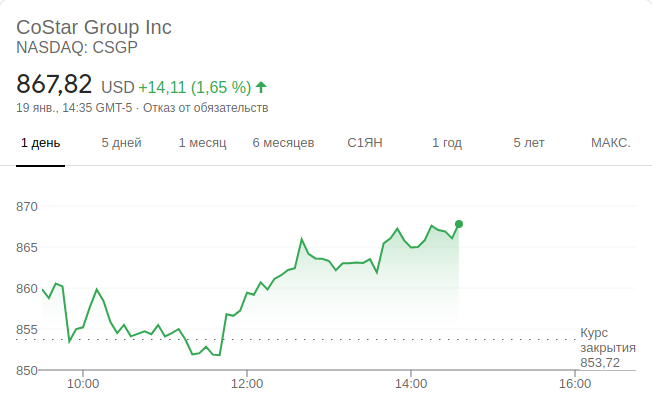 CoStar Group Inc
NASDAQ: CSGP
867,82 USD +14,11 (1,65 %)
19 янв., 14:35 GMT-5 · Отказ от обязательств
1 день 5 дней 1 месяц 6 месяцев С1ЯН 1 год 5 лет МАКС.
870
865
860
855
850
Курс
закрытия
853,72
10:00 12:00 14:00 16:00